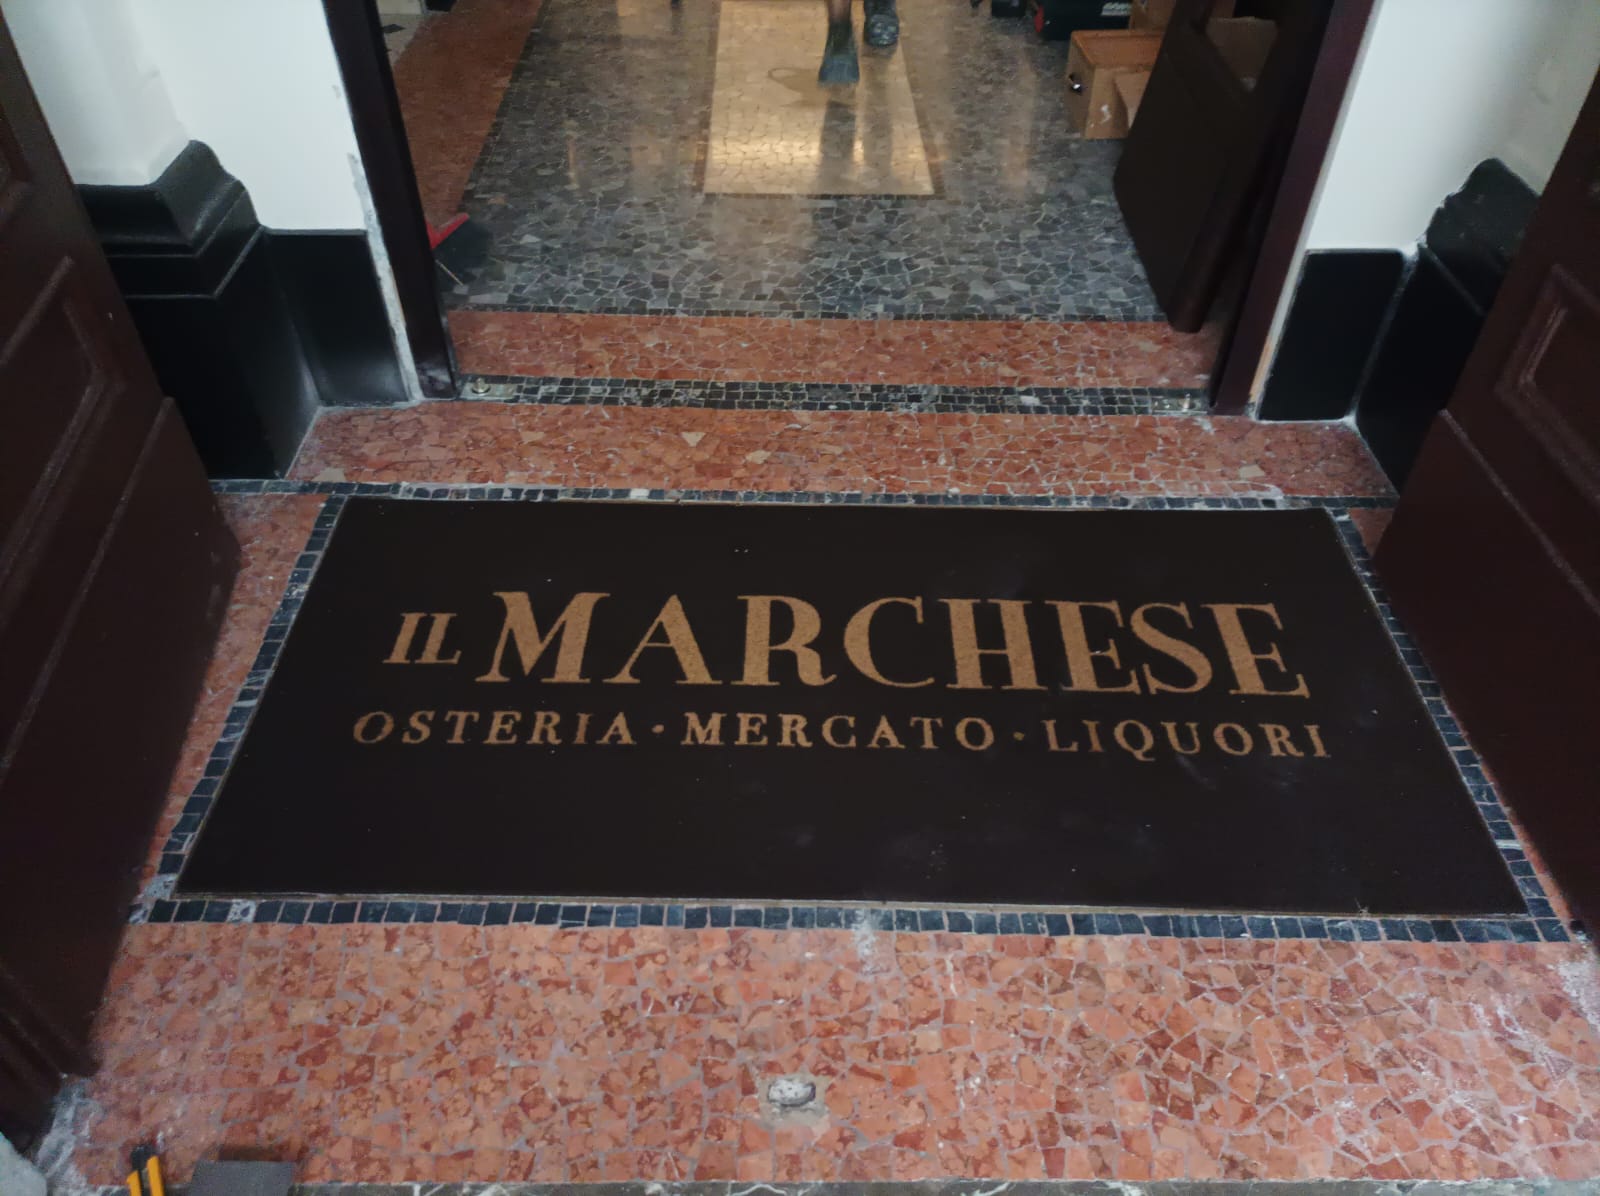 IL MARCHESE
OSTERIA · MERCATO · LIQUORI